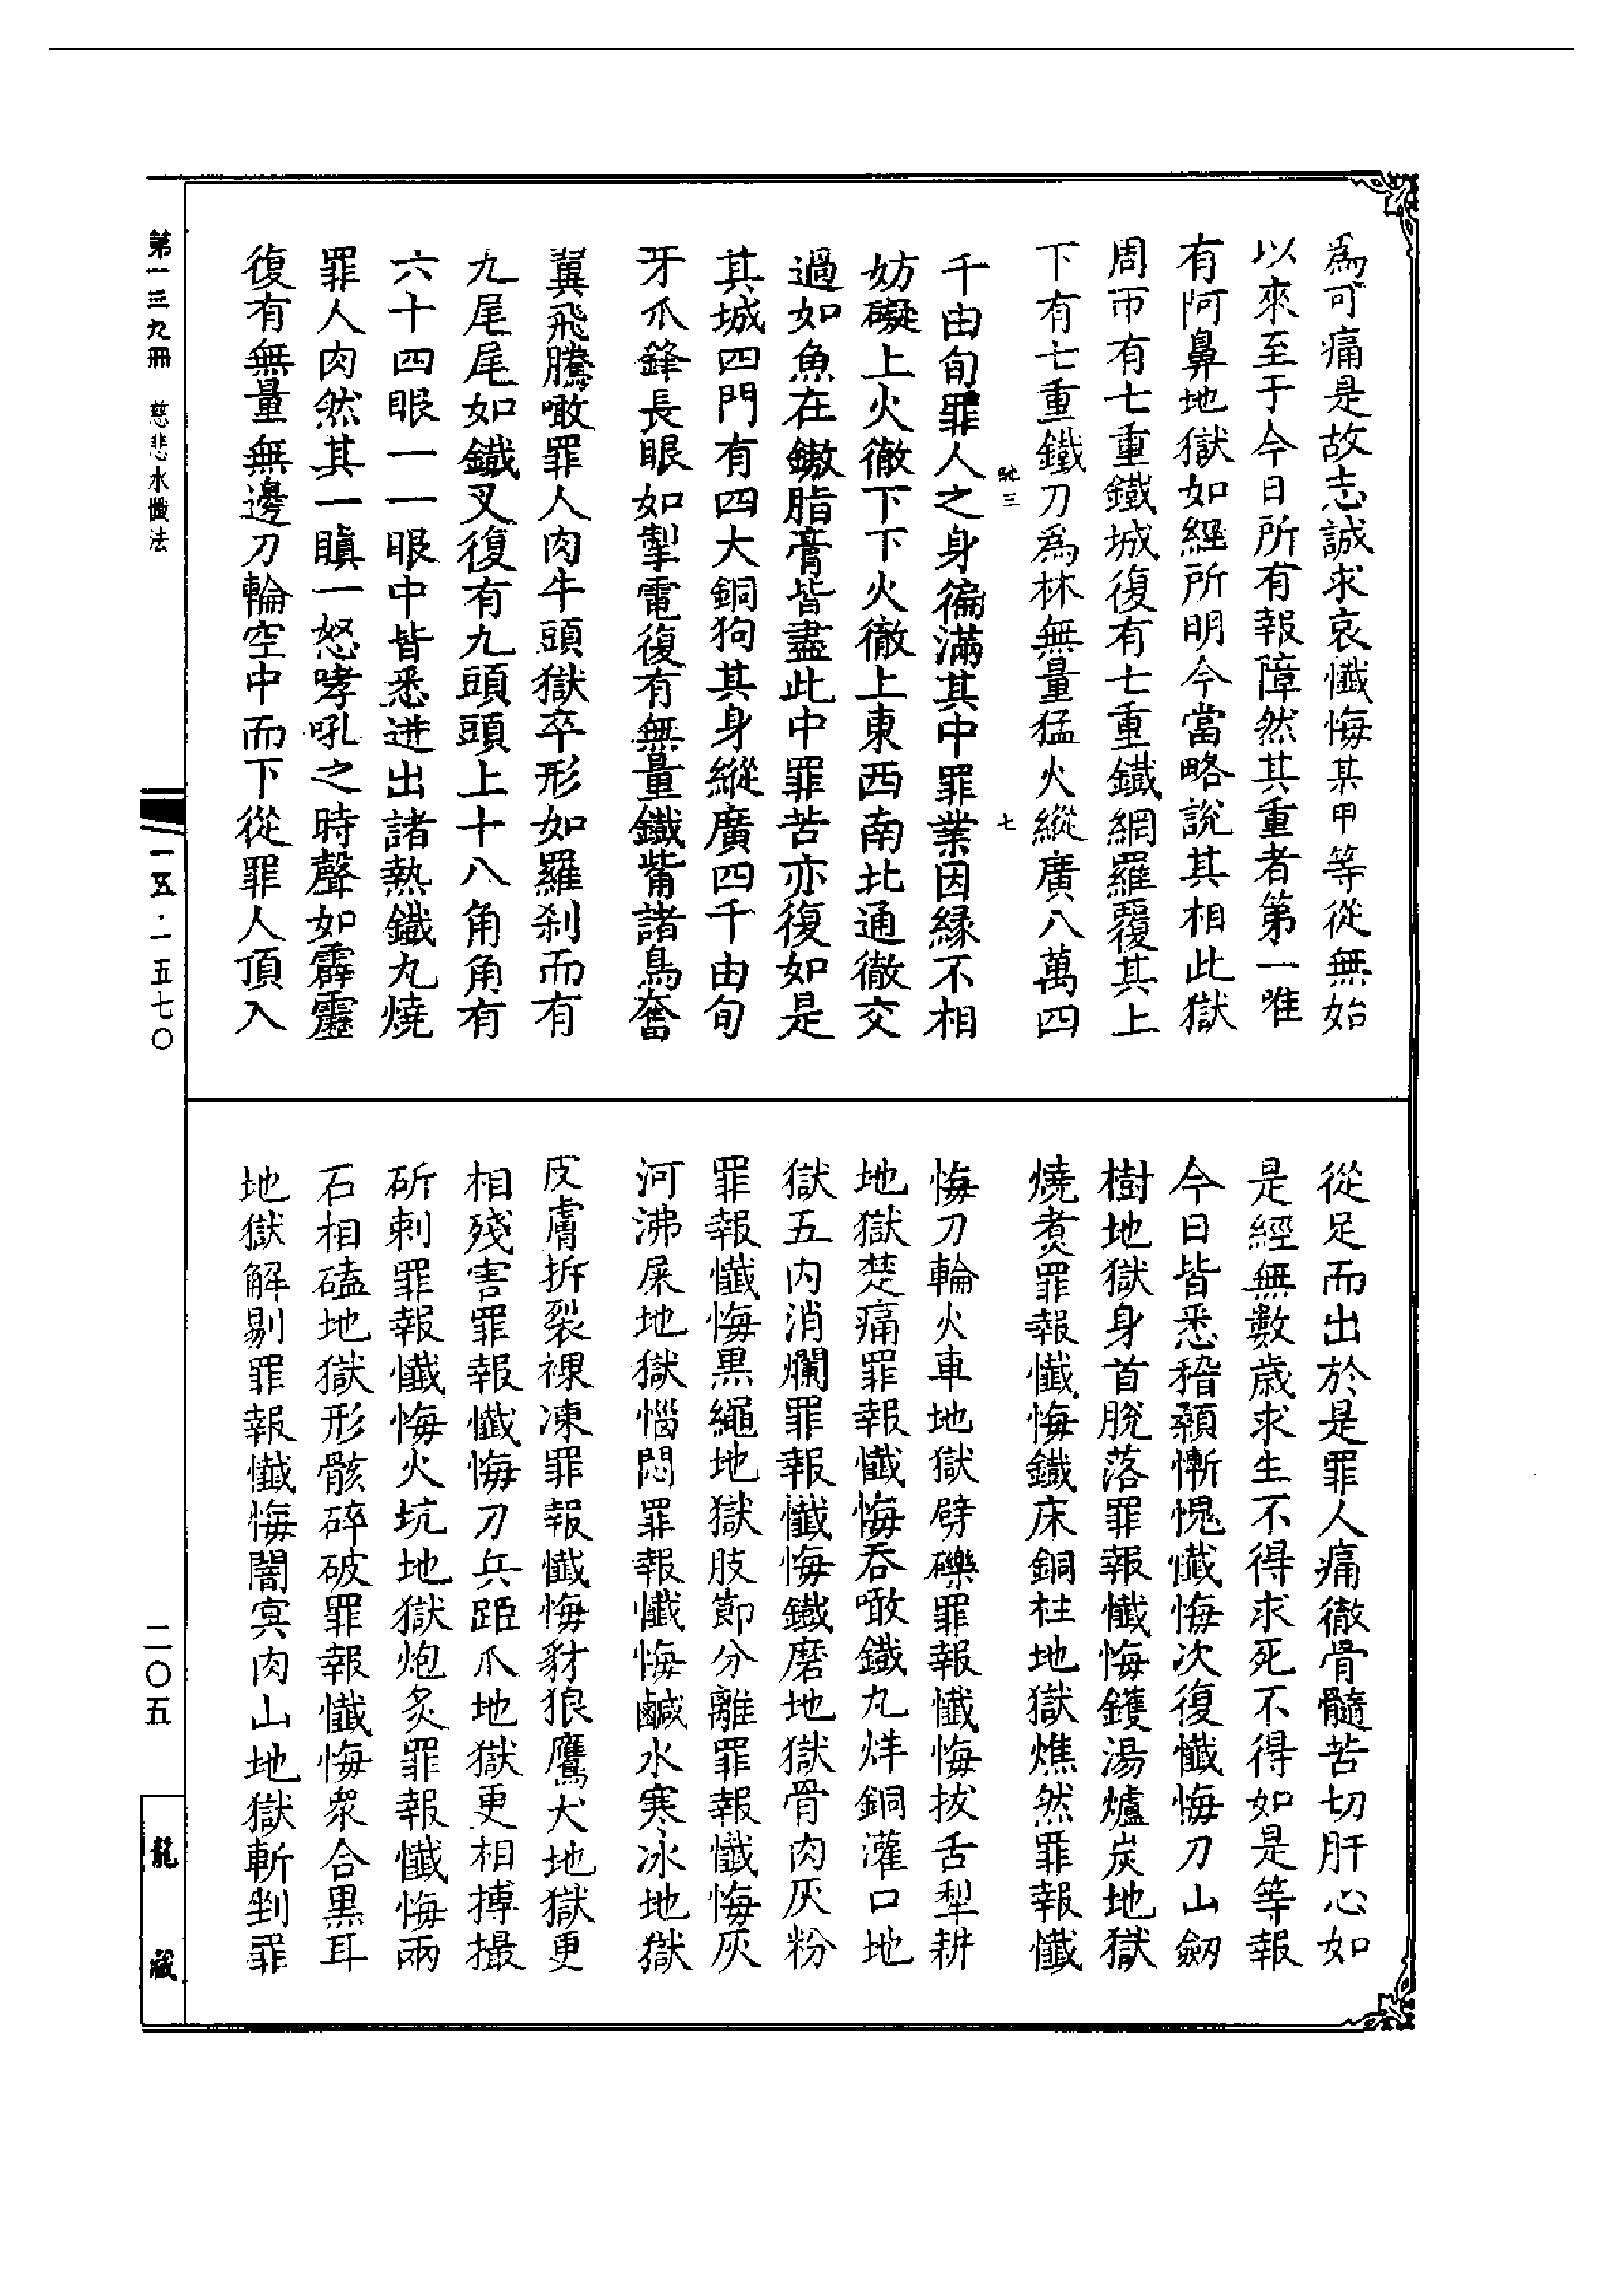 為可痛是故志誠求哀懺悔某甲等從無始
以來至于今日所有報障然其重者第一唯
有阿鼻地獄如經所明今當略說其相此獄
周帀有七重鐵城復有七重鐵網羅覆其上
下有七重鐵刀為林無量猛火縱廣八萬四
三 七
千由旬罪人之身徧滿其中罪業因緣不相
妨礙上火徹下下火徹上東西南北通徹交
過如魚在鏊脂膏皆盡此中罪苦亦復如是
其城四門有四大銅狗其身縱廣四千由旬
牙爪鋒長眼如掣電復有無量鐵觜諸鳥奮
翼飛騰噉罪人肉牛頭獄卒形如羅剎而有
九尾尾如鐵叉復有九頭頭上十八角角有
六十四眼一一眼中皆悉迸出諸熱鐵丸燒
罪人肉然其一瞋一怒哮吼之時聲如霹靂
復有無量無邊刀輪空中而下從罪人頂入
從足而出於是罪人痛徹骨髓苦切肝心如
是經無數歲求生不得求死不得如是等報
今日皆悉稽顙慚愧懺悔次復懺悔刀山劒
樹地獄身首脫落罪報懺悔鑊湯爐炭地獄
燒煑罪報懺悔鐵床銅柱地獄燋然罪報懺
悔刀輪火車地獄劈礫罪報懺悔拔舌犁耕
地獄楚痛罪報懺悔吞噉鐵丸烊銅灌口地
獄五內消爛罪報懺悔鐵磨地獄骨肉灰粉
罪報懺悔黑繩地獄肢節分離罪報懺悔灰
河沸屎地獄惱悶罪報懺悔鹹水寒冰地獄
皮膚拆裂裸凍罪報懺悔豺狼鷹犬地獄更
相殘害罪報懺悔刀兵距爪地獄更相搏撮
斫刺罪報懺悔火坑地獄炮炙罪報懺悔兩
石相磕地獄形骸碎破罪報懺悔眾合黑耳
地獄解剔罪報懺悔闇冥肉山地獄斬剉罪
第一三九冊 慈悲水懺法
一五·一五七〇
二〇五
龍藏